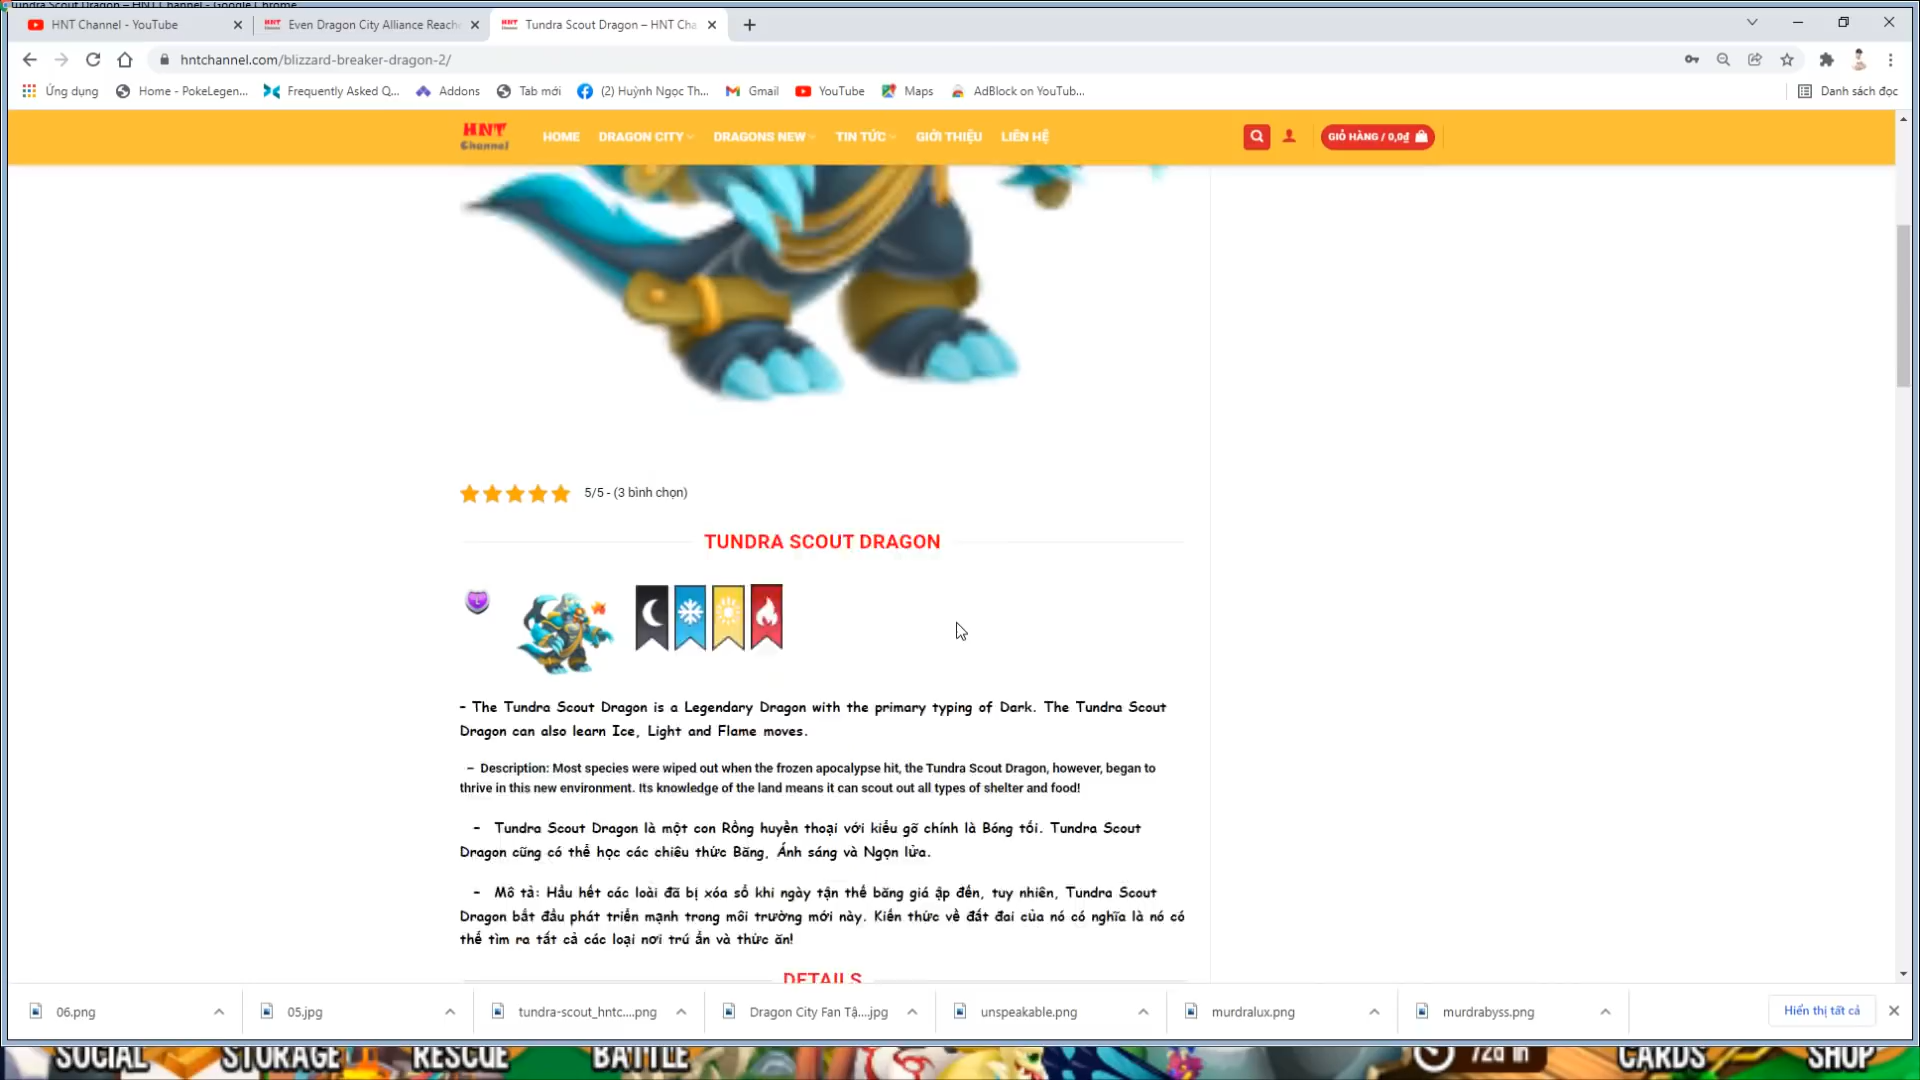 Tundra Scout Dragon – HNT Channel - Google Chrome
HNT Channel - YouTube
Even Dragon City Alliance Reach
Tundra Scout Dragon – HNT Cha
hntchannel.com/blizzard-breaker-dragon-2/
Ứng dụng
Home - PokeLegen...
Frequently Asked Q...
Addons
Tab mới
(2) Huỳnh Ngọc Th...
Gmail
YouTube
Maps
AdBlock on YouTub...
Danh sách đọc
HNT
Channel
HOME
DRAGON CITY
DRAGONS NEW
TIN TỨC
GIỚI THIỆU
LIÊN HỆ
GIỎ HÀNG / 0,0₫
5/5 - (3 bình chọn)
TUNDRA SCOUT DRAGON
L
– The Tundra Scout Dragon is a Legendary Dragon with the primary typing of Dark. The Tundra Scout
Dragon can also learn Ice, Light and Flame moves.
– Description: Most species were wiped out when the frozen apocalypse hit, the Tundra Scout Dragon, however, began to
thrive in this new environment. Its knowledge of the land means it can scout out all types of shelter and food!
– Tundra Scout Dragon là một con Rồng huyền thoại với kiểu gõ chính là Bóng tối. Tundra Scout
Dragon cũng có thể học các chiêu thức Băng, Ánh sáng và Ngọn lửa.
– Mô tả: Hầu hết các loài đã bị xóa sổ khi ngày tận thế băng giá ập đến, tuy nhiên, Tundra Scout
Dragon bắt đầu phát triển mạnh trong môi trường mới này. Kiến thức về đất đai của nó có nghĩa là nó có
thể tìm ra tất cả các loại nơi trú ẩn và thức ăn!
DETAILS
06.png
05.jpg
tundra-scout_hntc....png
Dragon City Fan Tậ....jpg
unspeakable.png
murdralux.png
murdrabyss.png
Hiển thị tất cả
SOCIAL
STORAGE
RESCUE
BATTLE
72d 1h
CARDS
SHOP